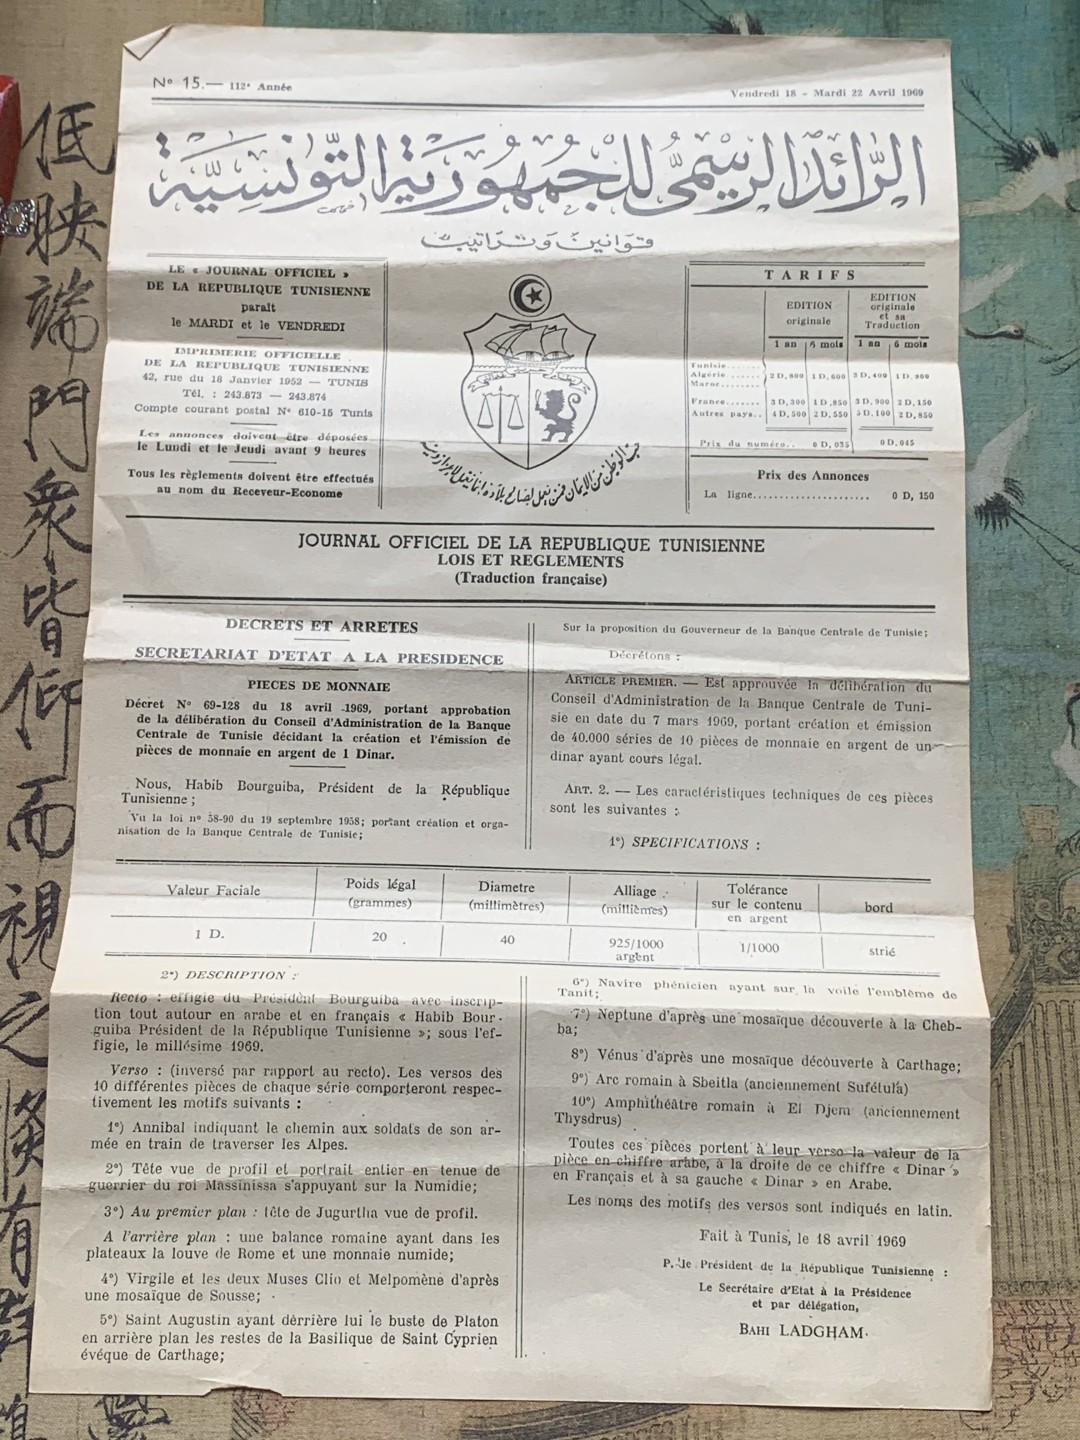 N° 15.— 112e Année
Vendredi 18 - Mardi 22 Avril 1969
الرائد الرسمي للجمهورية التونسية
قوانين وتراتيب
LE « JOURNAL OFFICIEL »
DE LA REPUBLIQUE TUNISIENNE
paraît
le MARDI et le VENDREDI
IMPRIMERIE OFFICIELLE
DE LA REPUBLIQUE TUNISIENNE
42, rue du 18 Janvier 1952 — TUNIS
Tél. : 243.873 — 243.874
Compte courant postal N° 610-15 Tunis
Les annonces doivent être déposées
le Lundi et le Jeudi avant 9 heures
Tous les règlements doivent être effectués
au nom du Receveur-Econome
TARIFS
EDITION originale
EDITION originale et sa Traduction
1 an 6 mois 1 an 6 mois
Tunisie.......
Algérie....... 2 D, 800 1 D, 600 3 D, 400 1 D, 900
Maroc.......
France....... 3 D, 300 1 D, 850 3 D, 900 2 D, 150
Autres pays.. 4 D, 500 2 D, 550 5 D, 100 2 D, 850
Prix du numéro.. 0 D, 035 0 D, 045
Prix des Annonces
La ligne...................... 0 D, 150
JOURNAL OFFICIEL DE LA REPUBLIQUE TUNISIENNE
LOIS ET REGLEMENTS
(Traduction française)
DECRETS ET ARRETES
SECRETARIAT D'ETAT A LA PRESIDENCE
PIECES DE MONNAIE
Décret N° 69-128 du 18 avril 1969, portant approbation
de la délibération du Conseil d'Administration de la Banque
Centrale de Tunisie décidant la création et l'émission de
pièces de monnaie en argent de 1 Dinar.
Nous, Habib Bourguiba, Président de la République
Tunisienne ;
Vu la loi n° 58-90 du 19 septembre 1958; portant création et orga-
nisation de la Banque Centrale de Tunisie;
Sur la proposition du Gouverneur de la Banque Centrale de Tunisie;
Décrétons :
ARTICLE PREMIER. — Est approuvée la délibération du
Conseil d'Administration de la Banque Centrale de Tuni-
sie en date du 7 mars 1969, portant création et émission
de 40.000 séries de 10 pièces de monnaie en argent de un
dinar ayant cours légal.
ART. 2. — Les caractéristiques techniques de ces pièces
sont les suivantes :
1°) SPECIFICATIONS :
Valeur Faciale Poids légal (grammes) Diametre (millimètres) Alliage (millièmes) Tolérance sur le contenu en argent bord
1 D. 20 40 925/1000 argent 1/1000 strié
2°) DESCRIPTION :
Recto : effigie du Président Bourguiba avec inscrip-
tion tout autour en arabe et en français « Habib Bour-
guiba Président de la République Tunisienne »; sous l'ef-
figie, le millésime 1969.
Verso : (inversé par rapport au recto). Les versos des
10 différentes pièces de chaque série comporteront respec-
tivement les motifs suivants :
1°) Annibal indiquant le chemin aux soldats de son ar-
mée en train de traverser les Alpes.
2°) Tête vue de profil et portrait entier en tenue de
guerrier du roi Massinissa s'appuyant sur la Numidie;
3°) Au premier plan : tête de Jugurtha vue de profil.
A l'arrière plan : une balance romaine ayant dans les
plateaux la louve de Rome et une monnaie numide;
4°) Virgile et les deux Muses Clio et Melpomène d'après
une mosaïque de Sousse;
5°) Saint Augustin ayant dérrière lui le buste de Platon
en arrière plan les restes de la Basilique de Saint Cyprien
évéque de Carthage;
6°) Navire phénicien ayant sur la voile l'emblème de
Tanit;
7°) Neptune d'après une mosaïque découverte à la Cheb-
ba;
8°) Vénus d'après une mosaïque découverte à Carthage;
9°) Arc romain à Sbeitla (anciennement Sufétula)
10°) Amphithéâtre romain à El Djem (anciennement
Thysdrus)
Toutes ces pièces portent à leur verso la valeur de la
pièce en chiffre arabe, à la droite de ce chiffre « Dinar »
en Français et à sa gauche « Dinar » en Arabe.
Les noms des motifs des versos sont indiqués en latin.
Fait à Tunis, le 18 avril 1969
P. le Président de la République Tunisienne :
Le Secrétaire d'Etat à la Présidence
et par délégation,
BAHI LADGHAM.
低映端門衆皆仰而視之